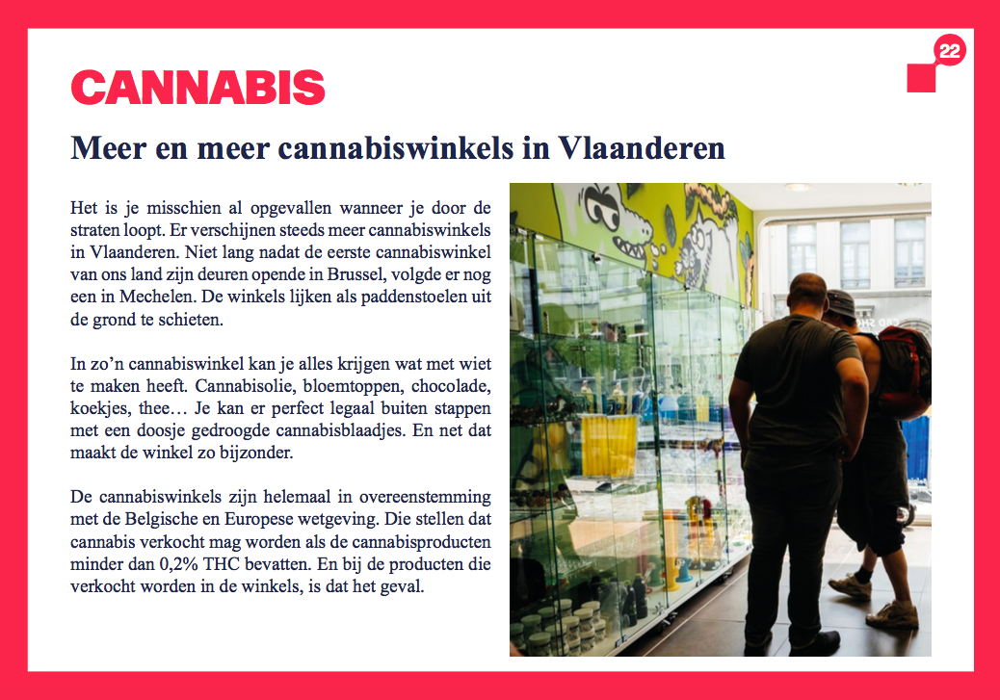 22
CANNABIS
Meer en meer cannabiswinkels in Vlaanderen
Het is je misschien al opgevallen wanneer je door de
straten loopt. Er verschijnen steeds meer cannabiswinkels
in Vlaanderen. Niet lang nadat de eerste cannabiswinkel
van ons land zijn deuren opende in Brussel, volgde er nog
een in Mechelen. De winkels lijken als paddenstoelen uit
de grond te schieten.
In zo’n cannabiswinkel kan je alles krijgen wat met wiet
te maken heeft. Cannabisolie, bloemtoppen, chocolade,
koekjes, thee… Je kan er perfect legaal buiten stappen
met een doosje gedroogde cannabisblaadjes. En net dat
maakt de winkel zo bijzonder.
De cannabiswinkels zijn helemaal in overeenstemming
met de Belgische en Europese wetgeving. Die stellen dat
cannabis verkocht mag worden als de cannabisproducten
minder dan 0,2% THC bevatten. En bij de producten die
verkocht worden in de winkels, is dat het geval.